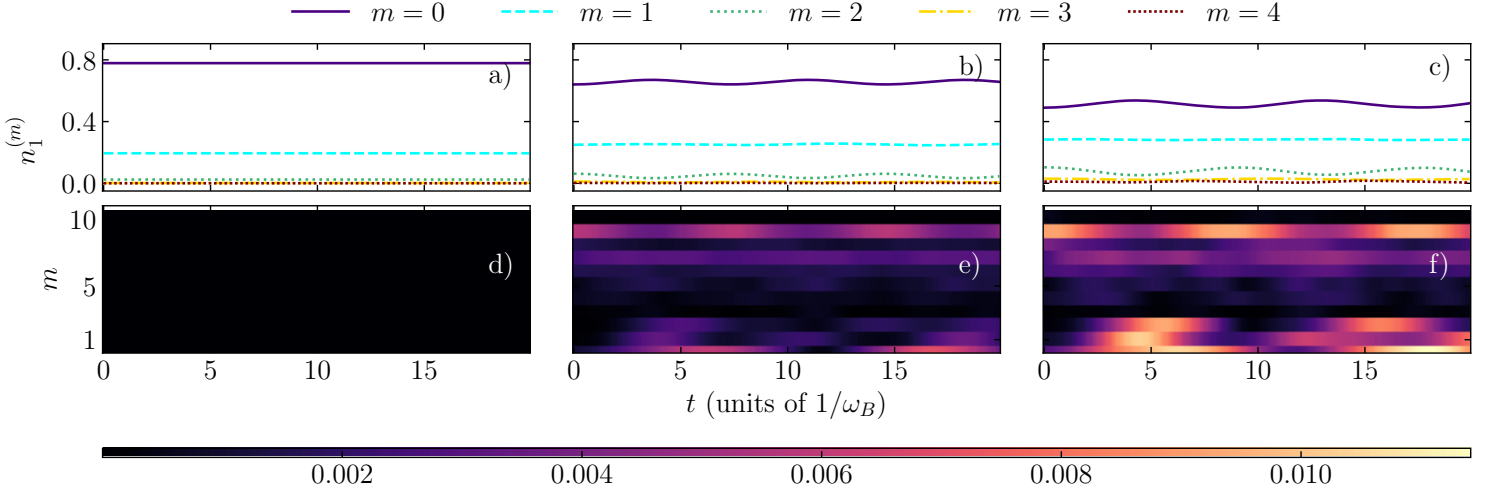 m = 0 m = 1 m = 2 m = 3 m = 4
0.8 a) b) c)
0.4
0.0
n_1^{(m)}
10
5
1
m
d) e) f)
0 5 10 15 0 5 10 15 0 5 10 15
t (units of 1/ω_B)
0.002 0.004 0.006 0.008 0.010